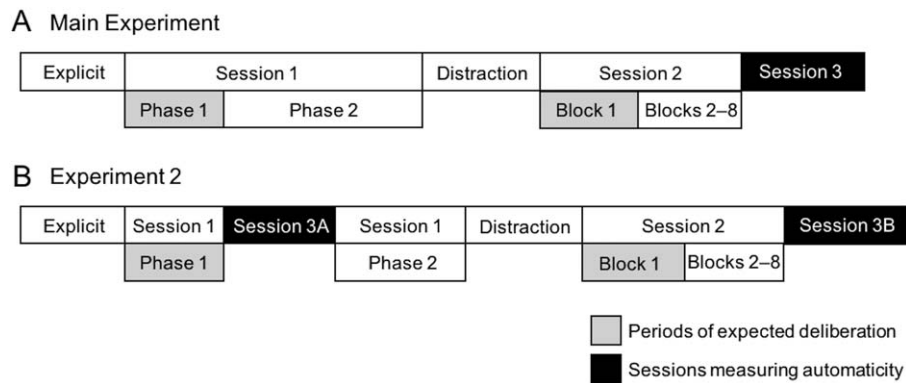 A Main Experiment
Explicit Session 1 Distraction Session 2 Session 3
Phase 1 Phase 2 Block 1 Blocks 2–8
B Experiment 2
Explicit Session 1 Session 3A Session 1 Distraction Session 2 Session 3B
Phase 1 Phase 2 Block 1 Blocks 2–8
Periods of expected deliberation
Sessions measuring automaticity